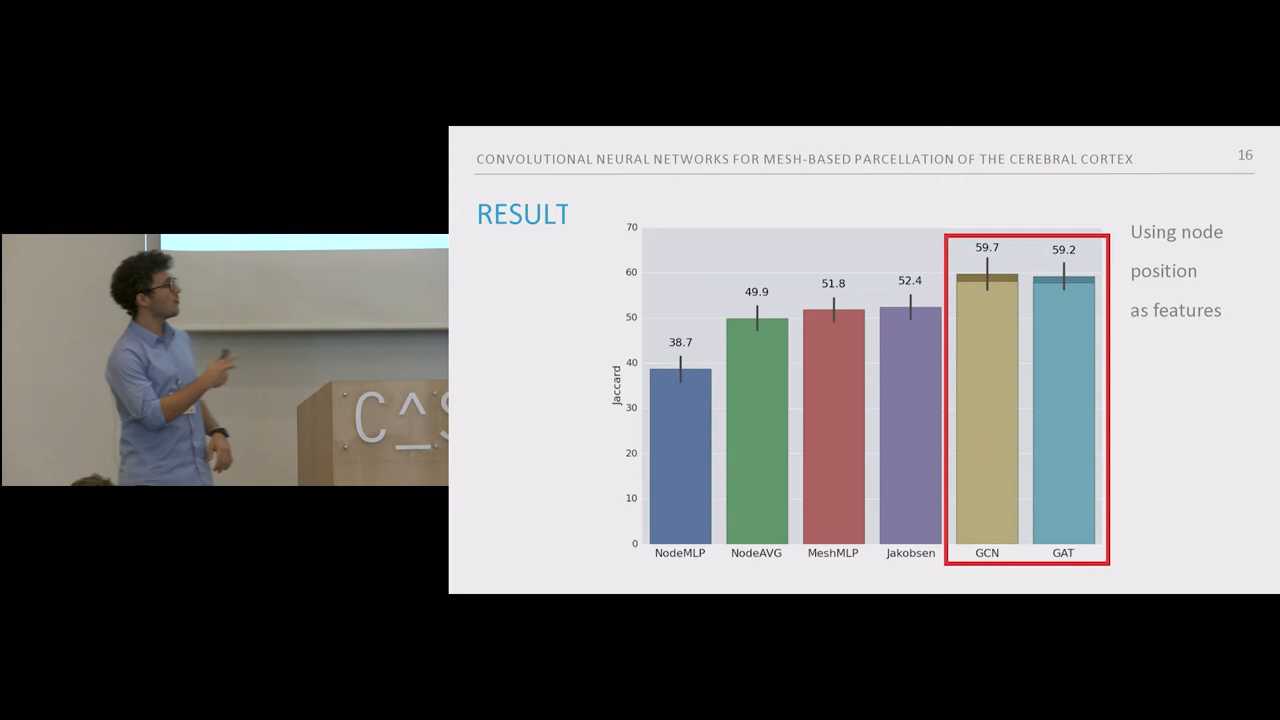 CONVOLUTIONAL NEURAL NETWORKS FOR MESH-BASED PARCELLATION OF THE CEREBRAL CORTEX
16
RESULT
Using node
position
as features
70
60
50
40
30
20
10
0
Jaccard
38.7
49.9
51.8
52.4
59.7
59.2
NodeMLP
NodeAVG
MeshMLP
Jakobsen
GCN
GAT